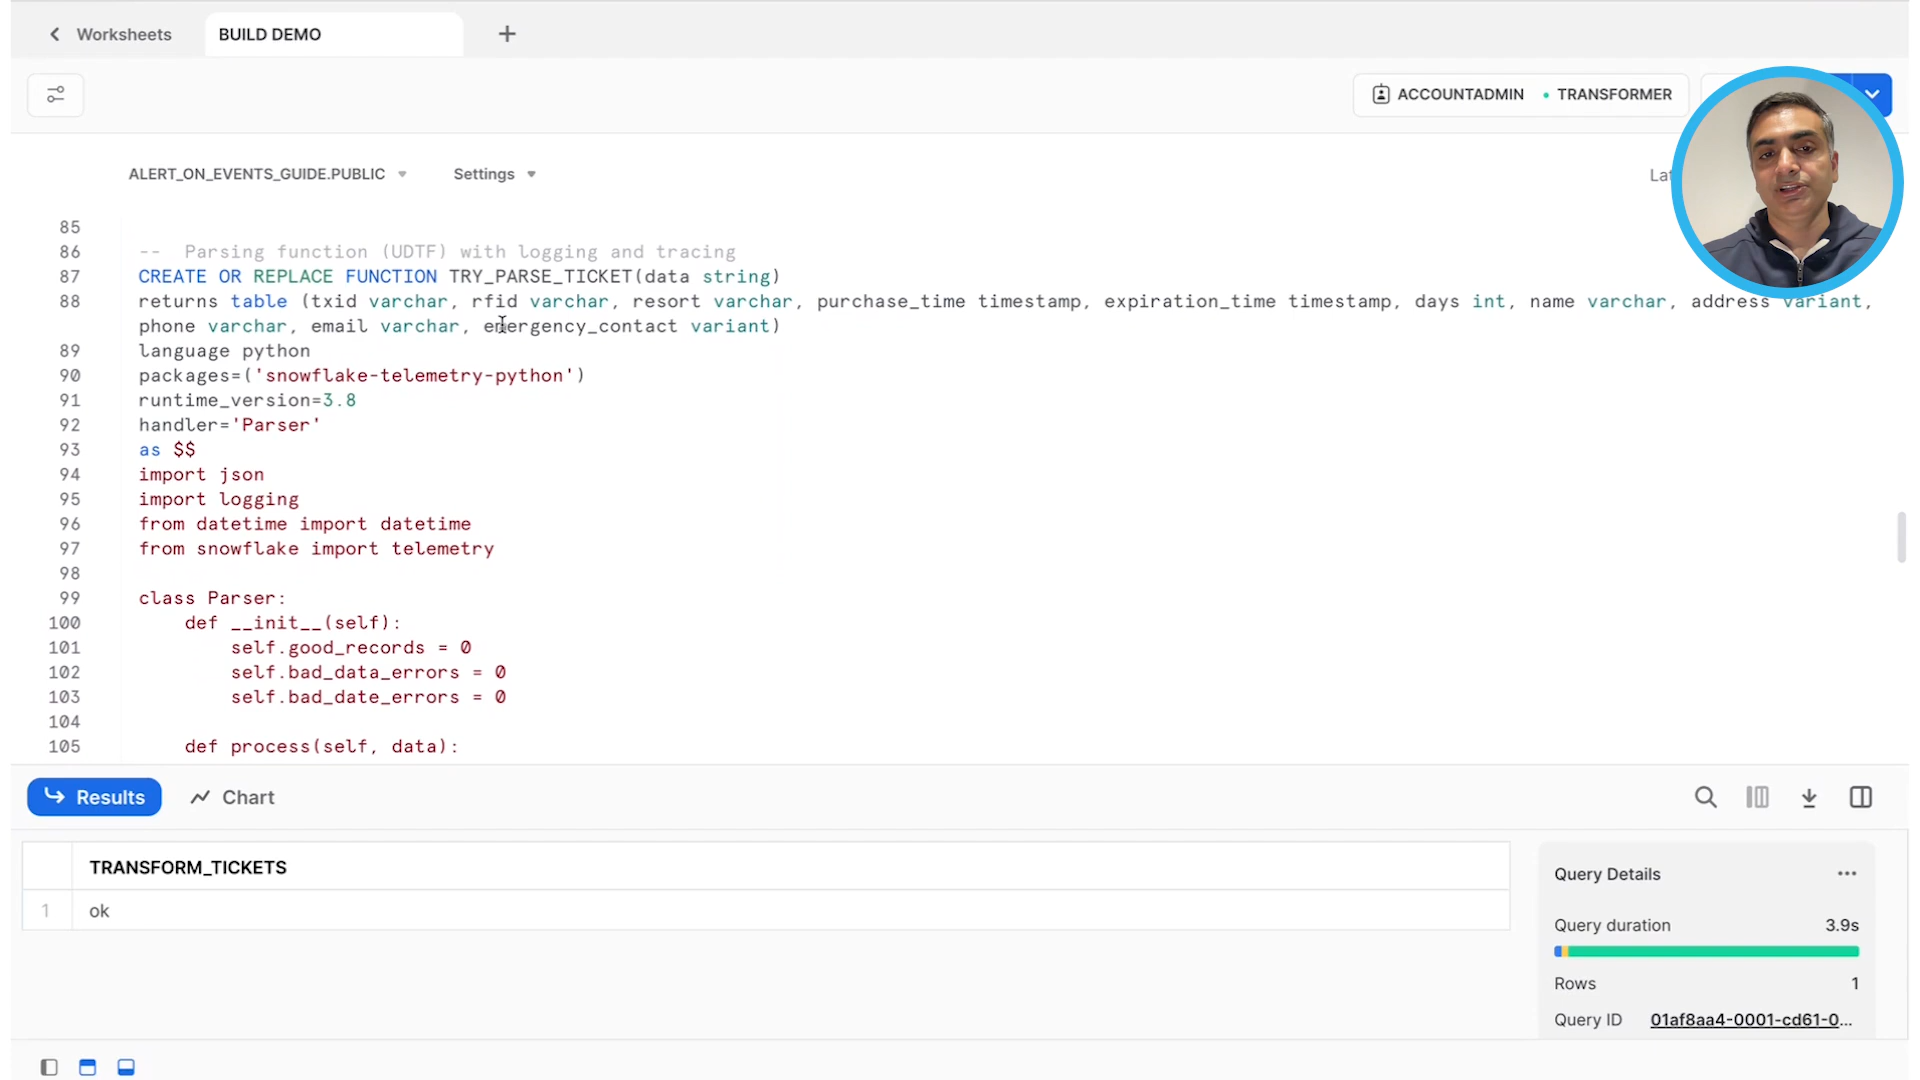 Worksheets
BUILD DEMO
ACCOUNTADMIN • TRANSFORMER
ALERT_ON_EVENTS_GUIDE.PUBLIC
Settings
85
86 -- Parsing function (UDTF) with logging and tracing
87 CREATE OR REPLACE FUNCTION TRY_PARSE_TICKET(data string)
88 returns table (txid varchar, rfid varchar, resort varchar, purchase_time timestamp, expiration_time timestamp, days int, name varchar, address variant,
phone varchar, email varchar, emergency_contact variant)
89 language python
90 packages=('snowflake-telemetry-python')
91 runtime_version=3.8
92 handler='Parser'
93 as $$
94 import json
95 import logging
96 from datetime import datetime
97 from snowflake import telemetry
98
99 class Parser:
100 def __init__(self):
101 self.good_records = 0
102 self.bad_data_errors = 0
103 self.bad_date_errors = 0
104
105 def process(self, data):
Results
Chart
TRANSFORM_TICKETS
1 ok
Query Details ...
Query duration 3.9s
Rows 1
Query ID 01af8aa4-0001-cd61-0...